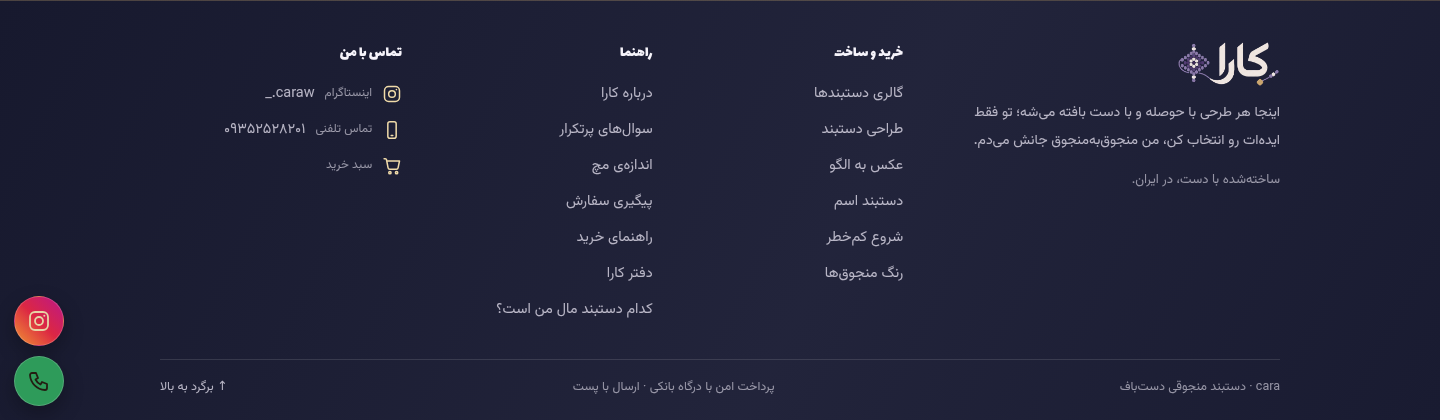 کارا
اینجا هر طرحی با حوصله و با دست بافته می‌شه؛ تو فقط
ایده‌ات رو انتخاب کن، من منجوق‌به‌منجوق جانش می‌دم.
ساخته‌شده با دست، در ایران.
خرید و ساخت
گالری دستبندها
طراحی دستبند
عکس به الگو
دستبند اسم
شروع کم‌خطر
رنگ منجوق‌ها
راهنما
درباره کارا
سوال‌های پرتکرار
اندازه‌ی مچ
پیگیری سفارش
راهنمای خرید
دفتر کارا
کدام دستبند مال من است؟
تماس با من
اینستاگرام caraw._
تماس تلفنی ۰۹۳۵۲۵۲۸۲۰۱
سبد خرید
cara · دستبند منجوقی دست‌باف
پرداخت امن با درگاه بانکی · ارسال با پست
↑ برگرد به بالا